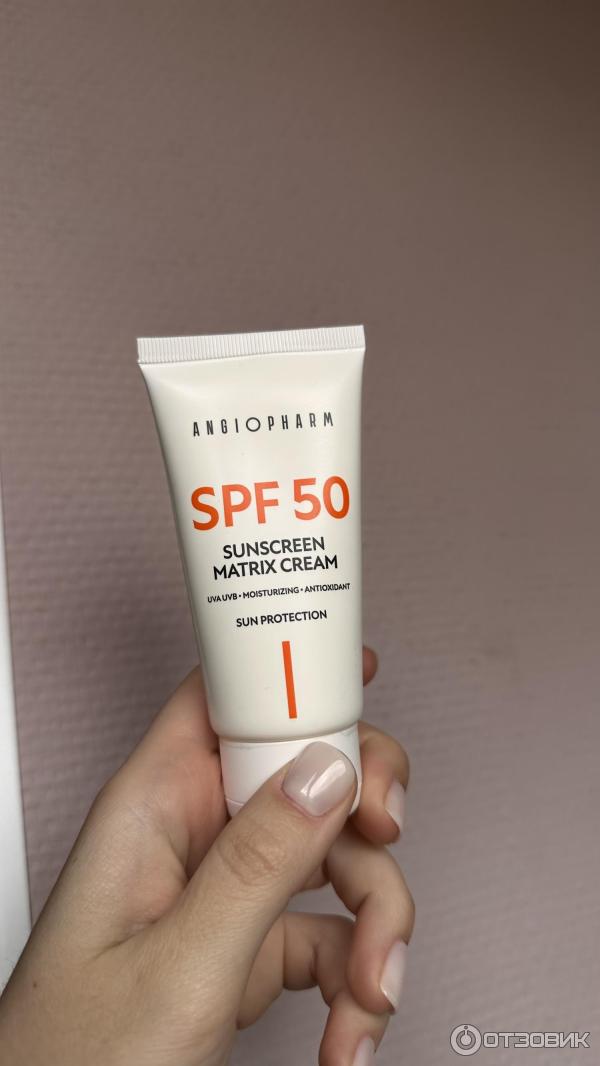 ANGIOPHARM
SPF 50
SUNSCREEN
MATRIX CREAM
UVA UVB • MOISTURIZING • ANTIOXIDANT
SUN PROTECTION
ОТЗОВИК